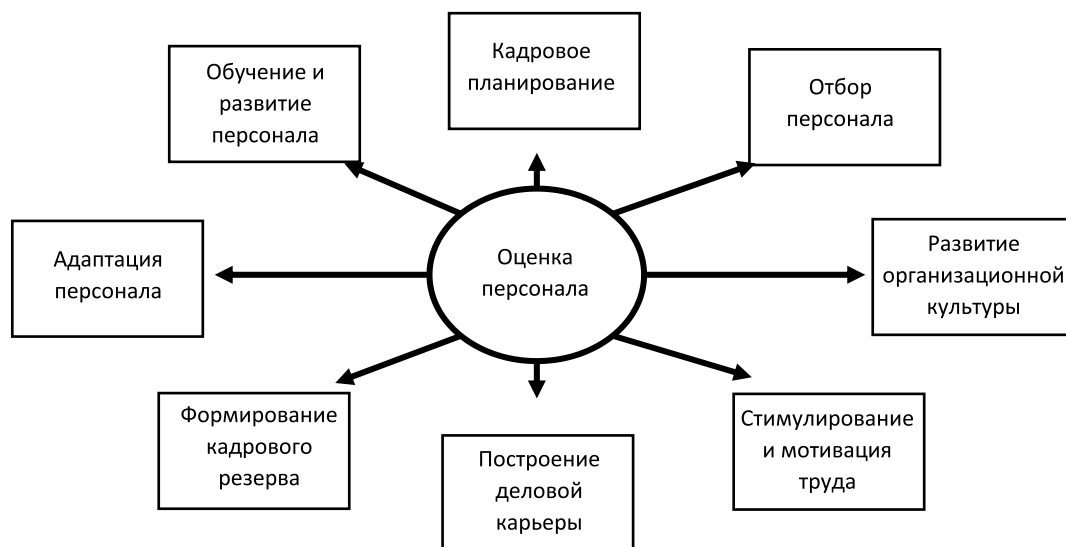 Кадровое
планирование
Обучение и
развитие
персонала
Отбор
персонала
Адаптация
персонала
Оценка
персонала
Развитие
организационной
культуры
Формирование
кадрового
резерва
Построение
деловой
карьеры
Стимулирование
и мотивация
труда